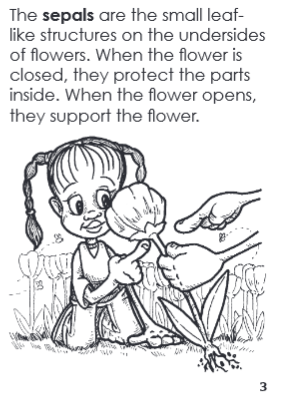 The sepals are the small leaf-
like structures on the undersides
of flowers. When the flower is
closed, they protect the parts
inside. When the flower opens,
they support the flower.
3